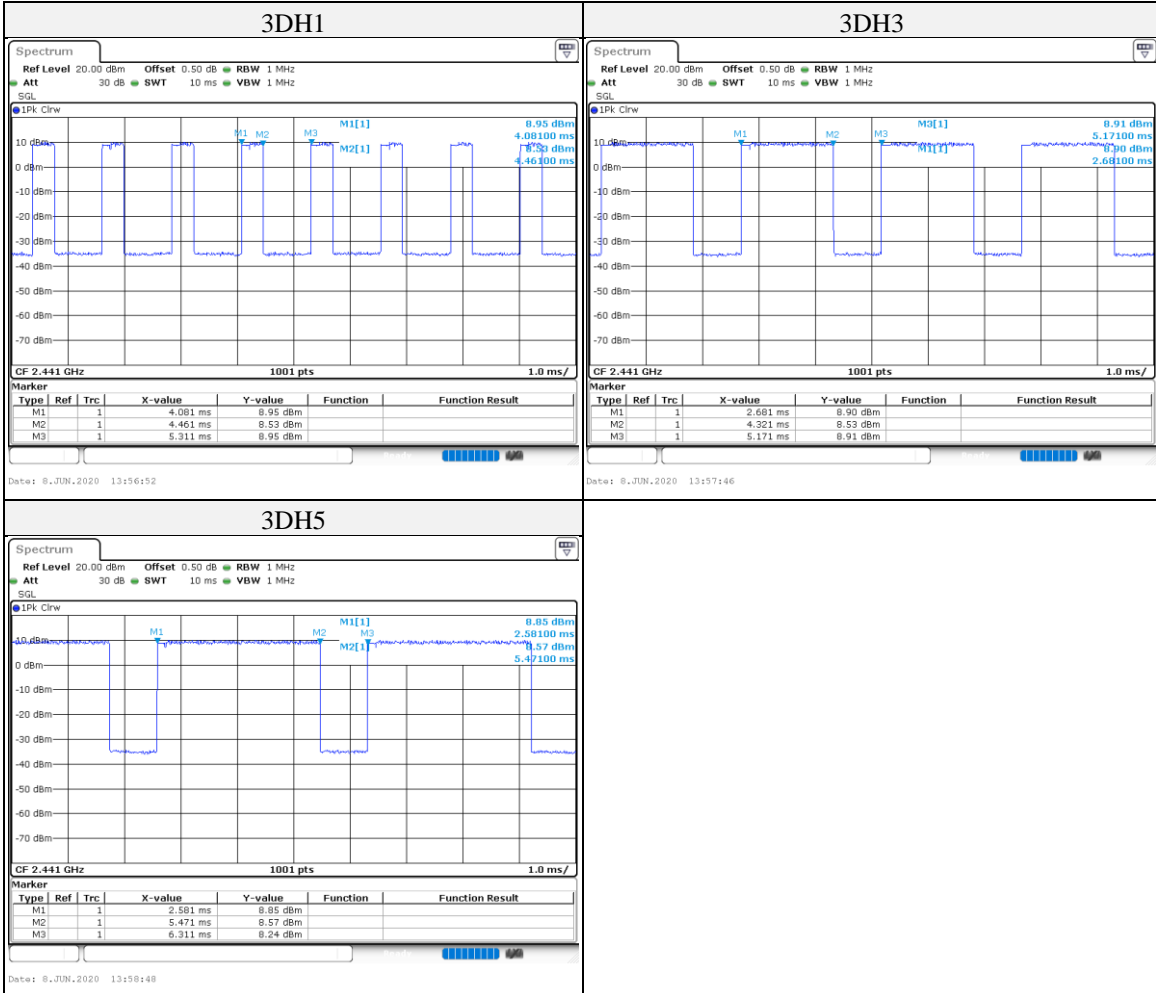 3DH1
3DH3
Spectrum
Ref Level 20.00 dBm Offset 0.50 dB RBW 1 MHz
Att 30 dB SWT 10 ms VBW 1 MHz
SGL
1Pk Clrw
M1 M2 M3
M1[1] 8.95 dBm
4.08100 ms
M2[1] 8.53 dBm
4.46100 ms
10 dBm
0 dBm
-10 dBm
-20 dBm
-30 dBm
-40 dBm
-50 dBm
-60 dBm
-70 dBm
CF 2.441 GHz 1001 pts 1.0 ms/
Marker
Type Ref Trc X-value Y-value Function Function Result
M1 1 4.081 ms 8.95 dBm
M2 1 4.461 ms 8.53 dBm
M3 1 5.311 ms 8.95 dBm
Date: 8.JUN.2020 13:56:52
Spectrum
Ref Level 20.00 dBm Offset 0.50 dB RBW 1 MHz
Att 30 dB SWT 10 ms VBW 1 MHz
SGL
1Pk Clrw
M1 M2 M3
M3[1] 8.91 dBm
5.17100 ms
M1[1] 8.90 dBm
2.68100 ms
10 dBm
0 dBm
-10 dBm
-20 dBm
-30 dBm
-40 dBm
-50 dBm
-60 dBm
-70 dBm
CF 2.441 GHz 1001 pts 1.0 ms/
Marker
Type Ref Trc X-value Y-value Function Function Result
M1 1 2.681 ms 8.90 dBm
M2 1 4.321 ms 8.53 dBm
M3 1 5.171 ms 8.91 dBm
Date: 8.JUN.2020 13:57:46
3DH5
Spectrum
Ref Level 20.00 dBm Offset 0.50 dB RBW 1 MHz
Att 30 dB SWT 10 ms VBW 1 MHz
SGL
1Pk Clrw
M1 M2 M3
M1[1] 8.85 dBm
2.58100 ms
M2[1] 8.57 dBm
5.47100 ms
10 dBm
0 dBm
-10 dBm
-20 dBm
-30 dBm
-40 dBm
-50 dBm
-60 dBm
-70 dBm
CF 2.441 GHz 1001 pts 1.0 ms/
Marker
Type Ref Trc X-value Y-value Function Function Result
M1 1 2.581 ms 8.85 dBm
M2 1 5.471 ms 8.57 dBm
M3 1 6.311 ms 8.24 dBm
Date: 8.JUN.2020 13:58:48